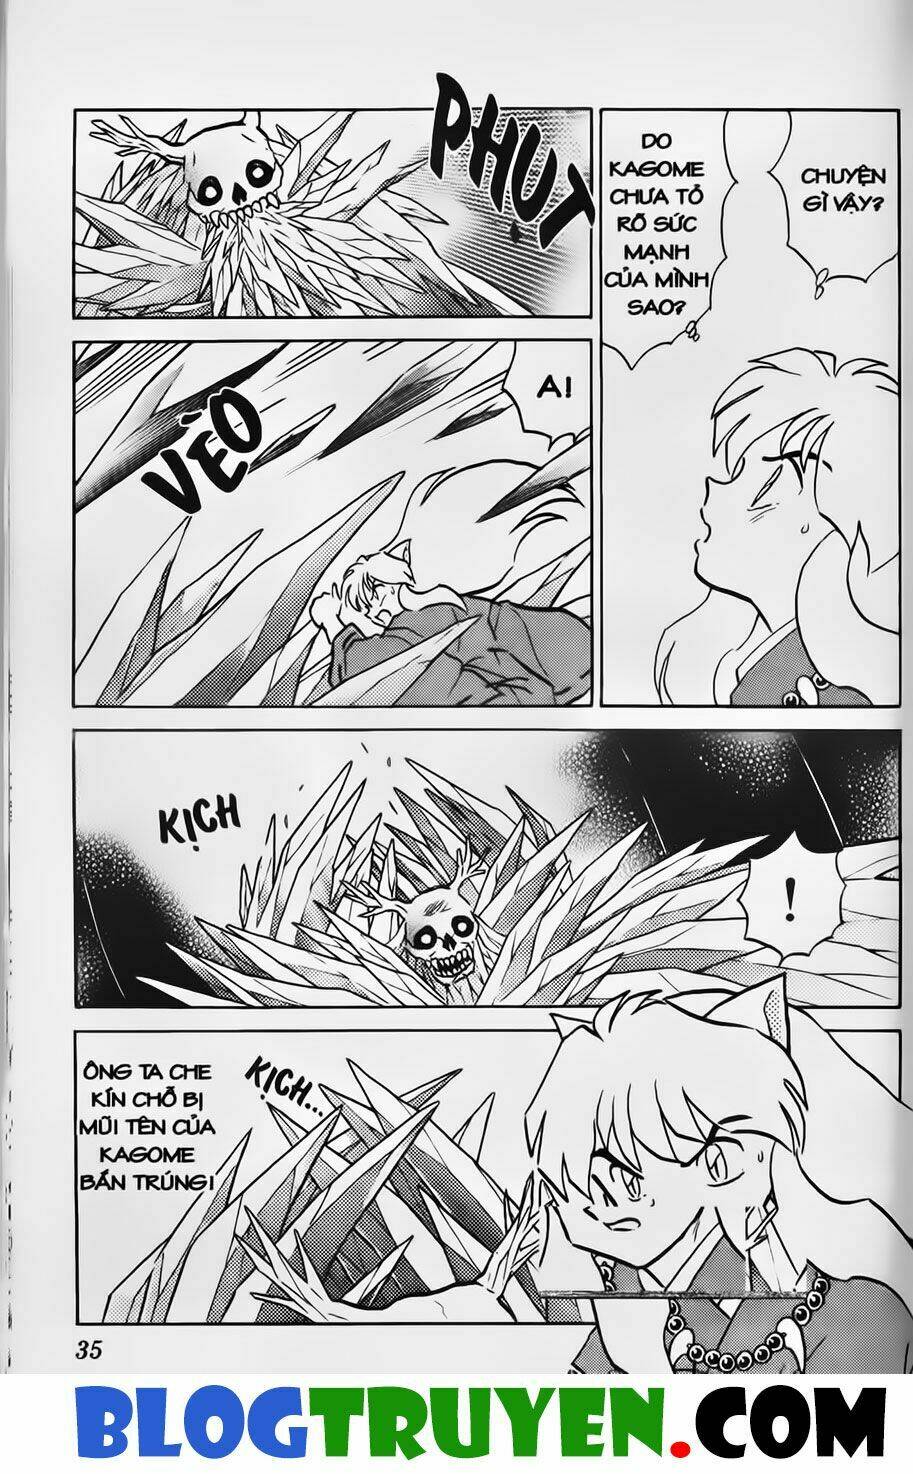 CHUYỆN
GÌ VẬY?
DO
KAGOME
CHƯA TỎ
RÕ SỨC
MẠNH
CỦA MÌNH
SAO?
PHỤT
AI
VÈO
KỊCH
!
ÔNG TA CHE
KÍN CHỖ BỊ
MŨI TÊN CỦA
KAGOME
BẮN TRÚNG!
KỊCH...
35
BLOGTRUYEN.COM